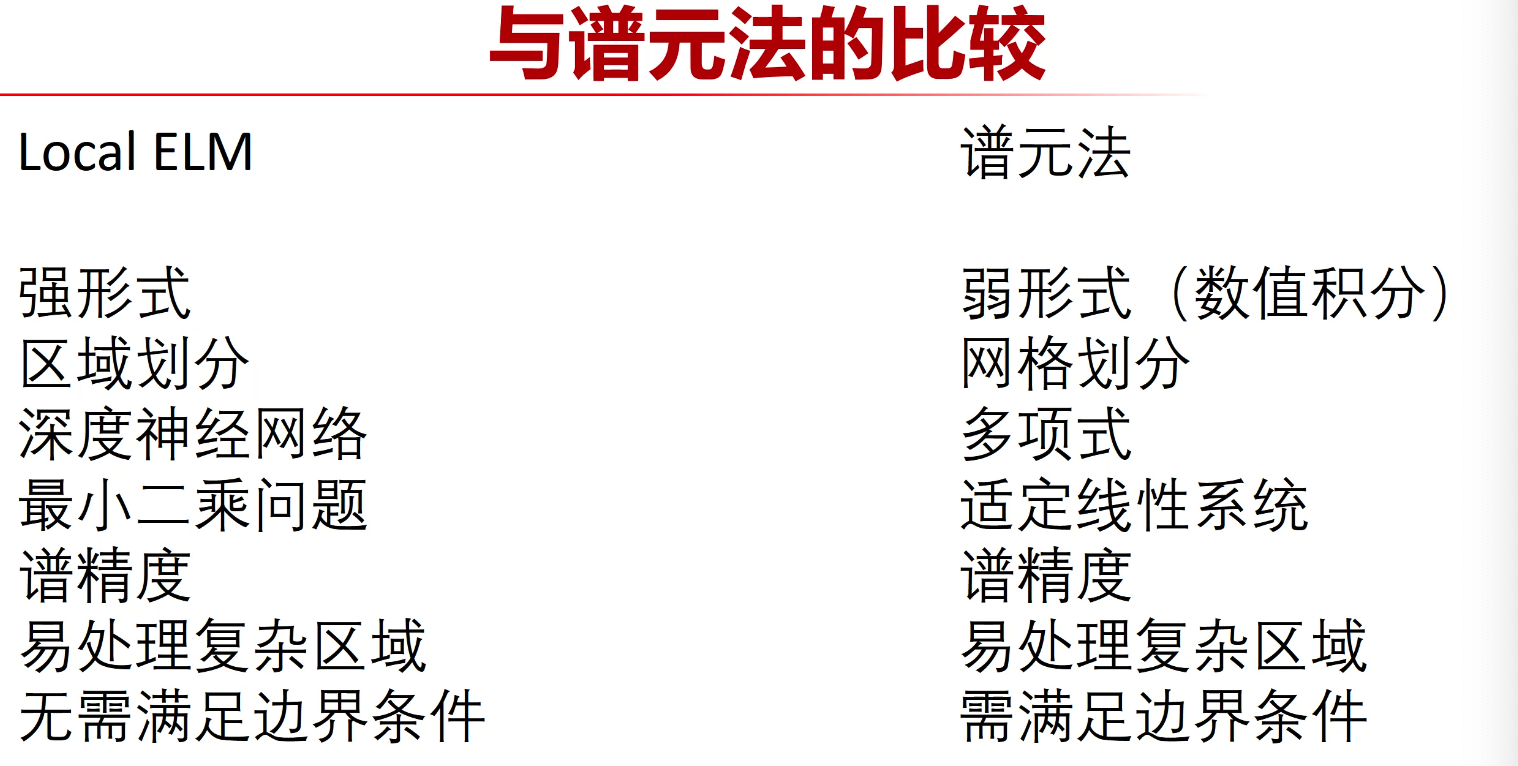 与谱元法的比较
Local ELM
谱元法
强形式
弱形式（数值积分）
区域划分
网格划分
深度神经网络
多项式
最小二乘问题
适定线性系统
谱精度
谱精度
易处理复杂区域
易处理复杂区域
无需满足边界条件
需满足边界条件